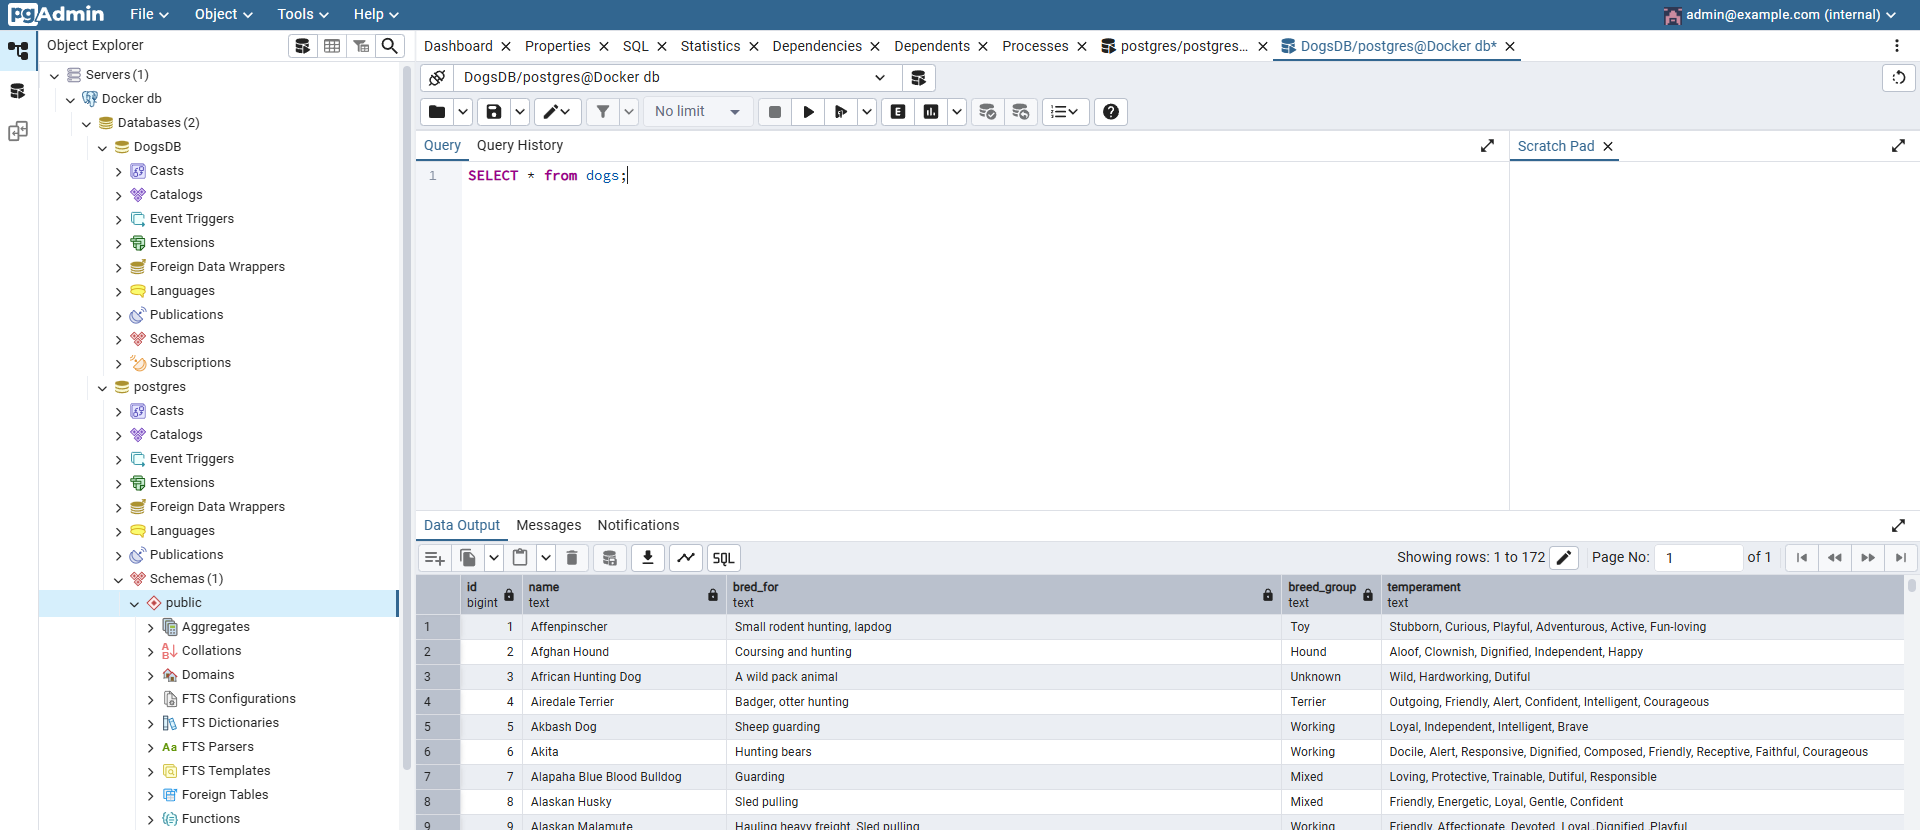 pgAdmin File Object Tools Help admin@example.com (internal)
Object Explorer
Dashboard Properties SQL Statistics Dependencies Dependents Processes postgres/postgres... DogsDB/postgres@Docker db*
Servers (1)
Docker db
Databases (2)
DogsDB
Casts
Catalogs
Event Triggers
Extensions
Foreign Data Wrappers
Languages
Publications
Schemas
Subscriptions
postgres
Casts
Catalogs
Event Triggers
Extensions
Foreign Data Wrappers
Languages
Publications
Schemas (1)
public
Aggregates
Collations
Domains
FTS Configurations
FTS Dictionaries
Aa FTS Parsers
FTS Templates
Foreign Tables
Functions
DogsDB/postgres@Docker db
No limit E
Query Query History Scratch Pad
1 SELECT * from dogs;
Data Output Messages Notifications
SQL Showing rows: 1 to 172 Page No: 1 of 1
id bigint name text bred_for text breed_group text temperament text
1 1 Affenpinscher Small rodent hunting, lapdog Toy Stubborn, Curious, Playful, Adventurous, Active, Fun-loving
2 2 Afghan Hound Coursing and hunting Hound Aloof, Clownish, Dignified, Independent, Happy
3 3 African Hunting Dog A wild pack animal Unknown Wild, Hardworking, Dutiful
4 4 Airedale Terrier Badger, otter hunting Terrier Outgoing, Friendly, Alert, Confident, Intelligent, Courageous
5 5 Akbash Dog Sheep guarding Working Loyal, Independent, Intelligent, Brave
6 6 Akita Hunting bears Working Docile, Alert, Responsive, Dignified, Composed, Friendly, Receptive, Faithful, Courageous
7 7 Alapaha Blue Blood Bulldog Guarding Mixed Loving, Protective, Trainable, Dutiful, Responsible
8 8 Alaskan Husky Sled pulling Mixed Friendly, Energetic, Loyal, Gentle, Confident
9 9 Alaskan Malamute Hauling heavy freight, Sled pulling Working Friendly, Affectionate, Devoted, Loyal, Dignified, Playful